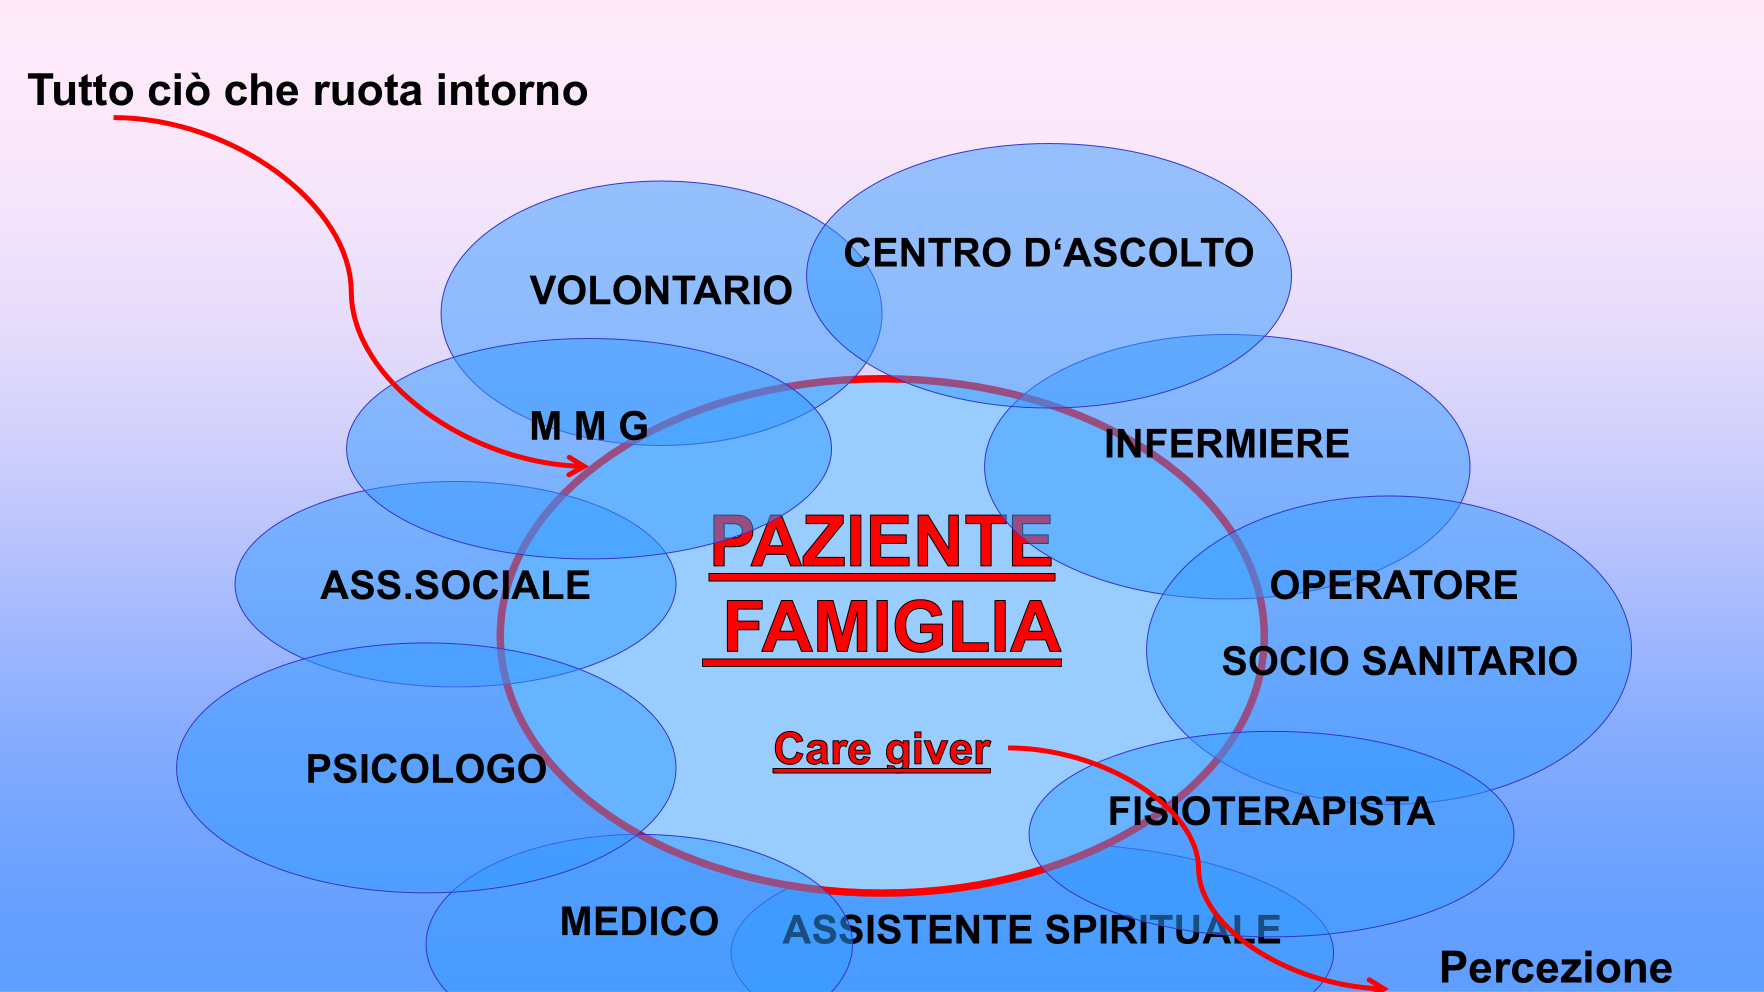 Tutto ciò che ruota intorno
CENTRO D‘ASCOLTO
VOLONTARIO
M M G
INFERMIERE
PAZIENTE
FAMIGLIA
Care giver
ASS.SOCIALE
OPERATORE
SOCIO SANITARIO
PSICOLOGO
FISIOTERAPISTA
MEDICO
ASSISTENTE SPIRITUALE
Percezione